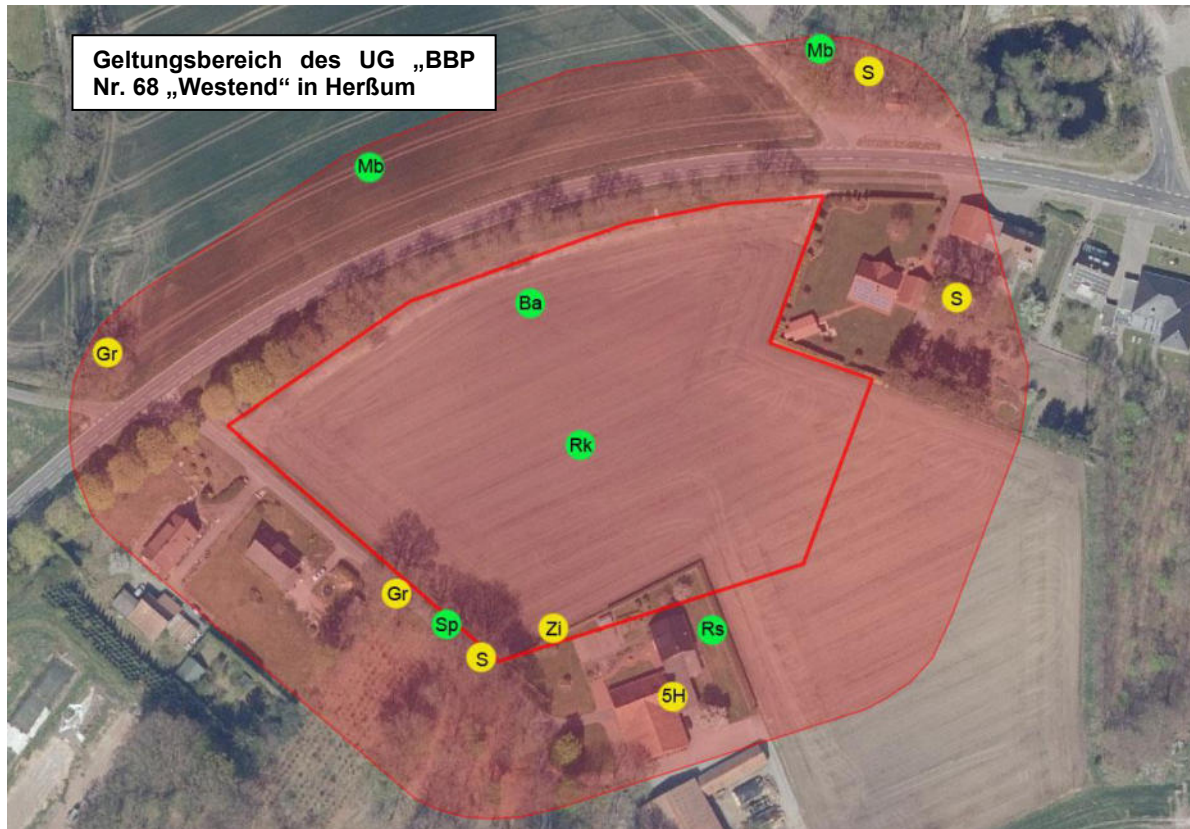 Geltungsbereich des UG „BBP
Nr. 68 „Westend“ in Herßum
Mb
S
Mb
S
Ba
Gr
Rk
Gr
Sp
Zi
Rs
S
5H